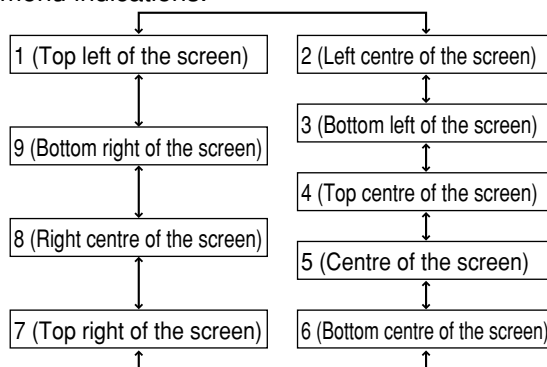 menu indications.
1 (Top left of the screen)
9 (Bottom right of the screen)
8 (Right centre of the screen)
7 (Top right of the screen)
2 (Left centre of the screen)
3 (Bottom left of the screen)
4 (Top centre of the screen)
5 (Centre of the screen)
6 (Bottom centre of the screen)